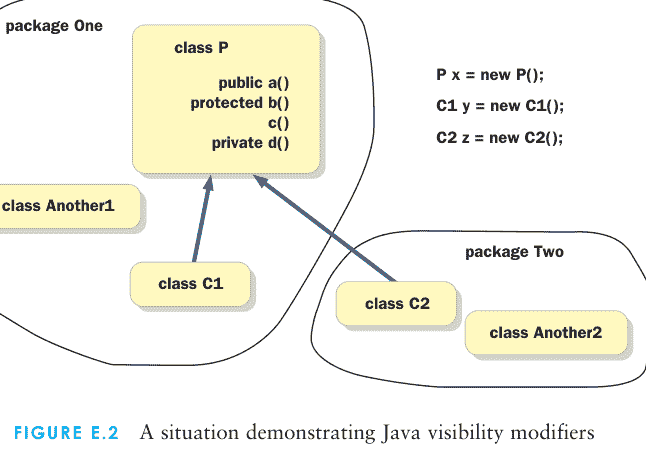 package One
class P
public a()
protected b()
c()
private d()
P x = new P();
C1 y = new C1();
C2 z = new C2();
class Another1
class C1
package Two
class C2
class Another2
FIGURE E.2 A situation demonstrating Java visibility modifiers